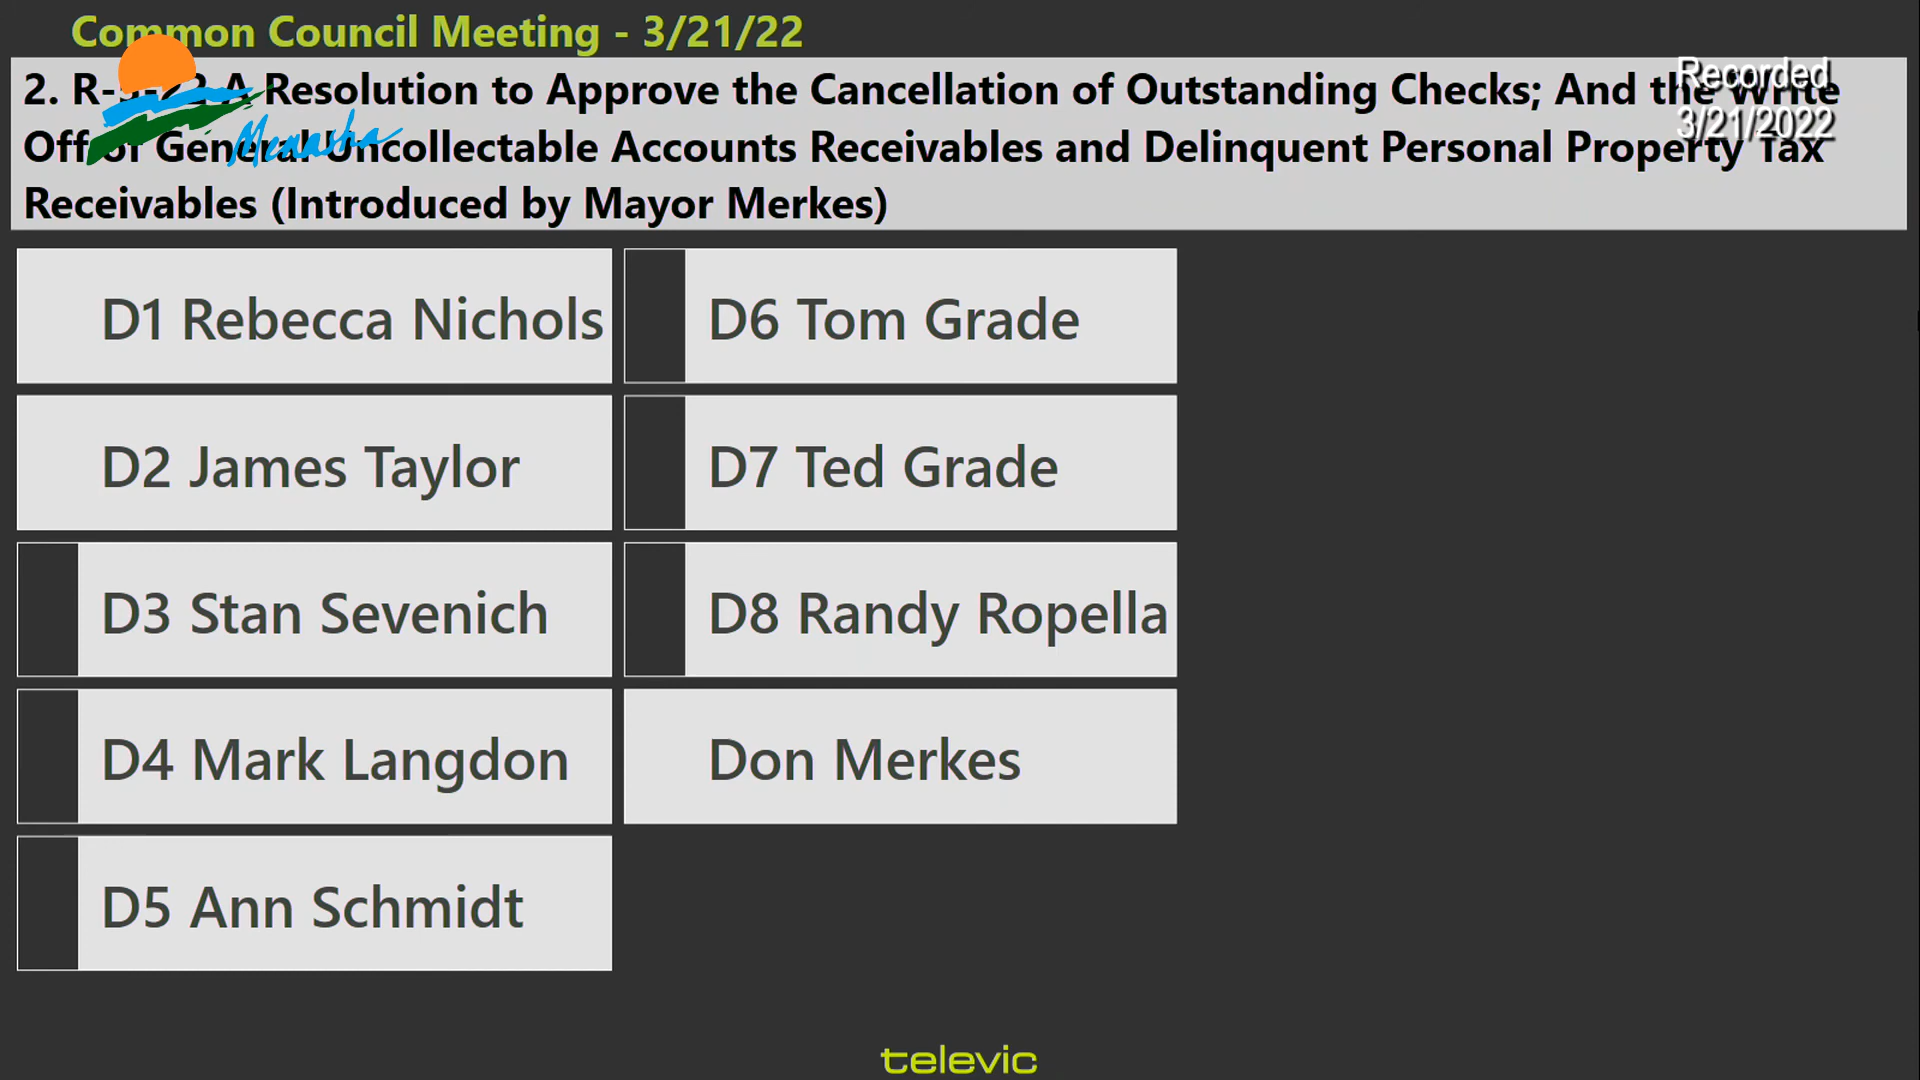 Common Council Meeting - 3/21/22
2. R-9-22 A Resolution to Approve the Cancellation of Outstanding Checks; And the Write
Off of General Uncollectable Accounts Receivables and Delinquent Personal Property Tax
Receivables (Introduced by Mayor Merkes)
Menasha
Recorded
3/21/2022
D1 Rebecca Nichols
D2 James Taylor
D3 Stan Sevenich
D4 Mark Langdon
D5 Ann Schmidt
D6 Tom Grade
D7 Ted Grade
D8 Randy Ropella
Don Merkes
televic